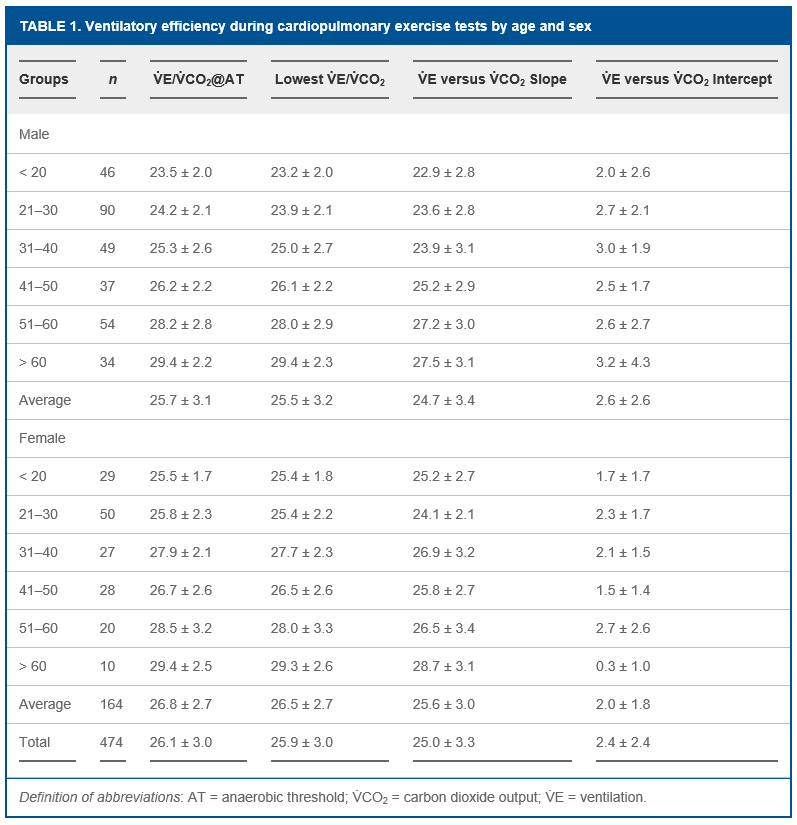 TABLE 1. Ventilatory efficiency during cardiopulmonary exercise tests by age and sex
Groups n V̇E/V̇CO₂@AT Lowest V̇E/V̇CO₂ V̇E versus V̇CO₂ Slope V̇E versus V̇CO₂ Intercept
Male
< 20 46 23.5 ± 2.0 23.2 ± 2.0 22.9 ± 2.8 2.0 ± 2.6
21–30 90 24.2 ± 2.1 23.9 ± 2.1 23.6 ± 2.8 2.7 ± 2.1
31–40 49 25.3 ± 2.6 25.0 ± 2.7 23.9 ± 3.1 3.0 ± 1.9
41–50 37 26.2 ± 2.2 26.1 ± 2.2 25.2 ± 2.9 2.5 ± 1.7
51–60 54 28.2 ± 2.8 28.0 ± 2.9 27.2 ± 3.0 2.6 ± 2.7
> 60 34 29.4 ± 2.2 29.4 ± 2.3 27.5 ± 3.1 3.2 ± 4.3
Average 25.7 ± 3.1 25.5 ± 3.2 24.7 ± 3.4 2.6 ± 2.6
Female
< 20 29 25.5 ± 1.7 25.4 ± 1.8 25.2 ± 2.7 1.7 ± 1.7
21–30 50 25.8 ± 2.3 25.4 ± 2.2 24.1 ± 2.1 2.3 ± 1.7
31–40 27 27.9 ± 2.1 27.7 ± 2.3 26.9 ± 3.2 2.1 ± 1.5
41–50 28 26.7 ± 2.6 26.5 ± 2.6 25.8 ± 2.7 1.5 ± 1.4
51–60 20 28.5 ± 3.2 28.0 ± 3.3 26.5 ± 3.4 2.7 ± 2.6
> 60 10 29.4 ± 2.5 29.3 ± 2.6 28.7 ± 3.1 0.3 ± 1.0
Average 164 26.8 ± 2.7 26.5 ± 2.7 25.6 ± 3.0 2.0 ± 1.8
Total 474 26.1 ± 3.0 25.9 ± 3.0 25.0 ± 3.3 2.4 ± 2.4
Definition of abbreviations: AT = anaerobic threshold; V̇CO₂ = carbon dioxide output; V̇E = ventilation.